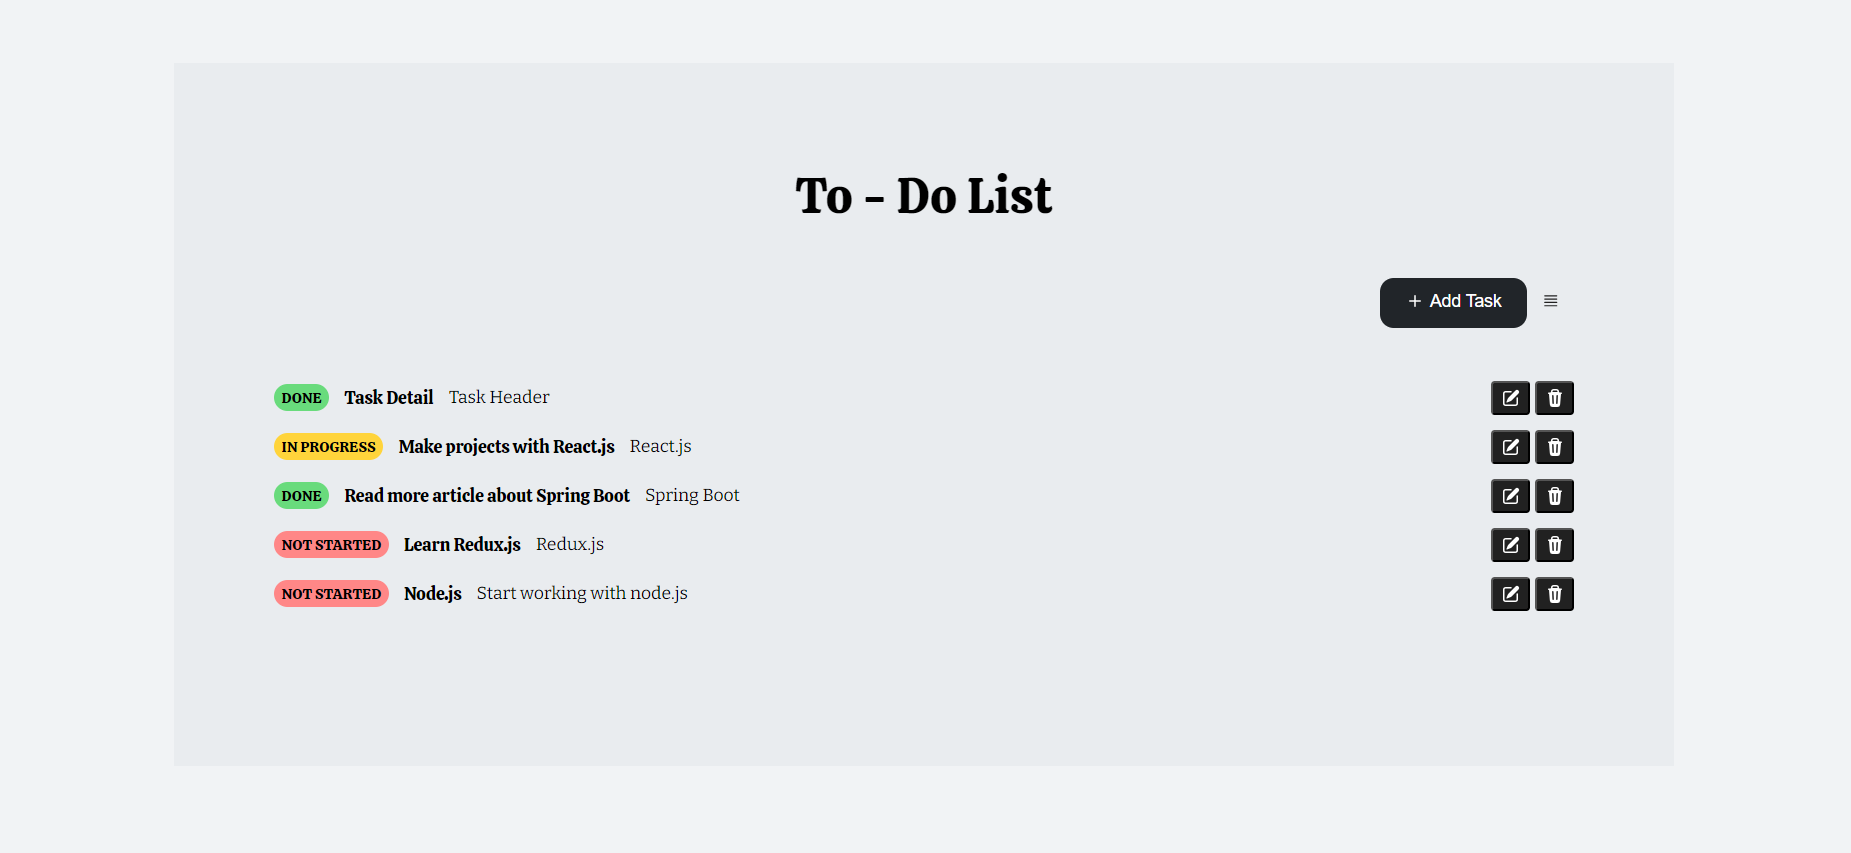 To - Do List
+ Add Task
DONE Task Detail Task Header
IN PROGRESS Make projects with React.js React.js
DONE Read more article about Spring Boot Spring Boot
NOT STARTED Learn Redux.js Redux.js
NOT STARTED Node.js Start working with node.js